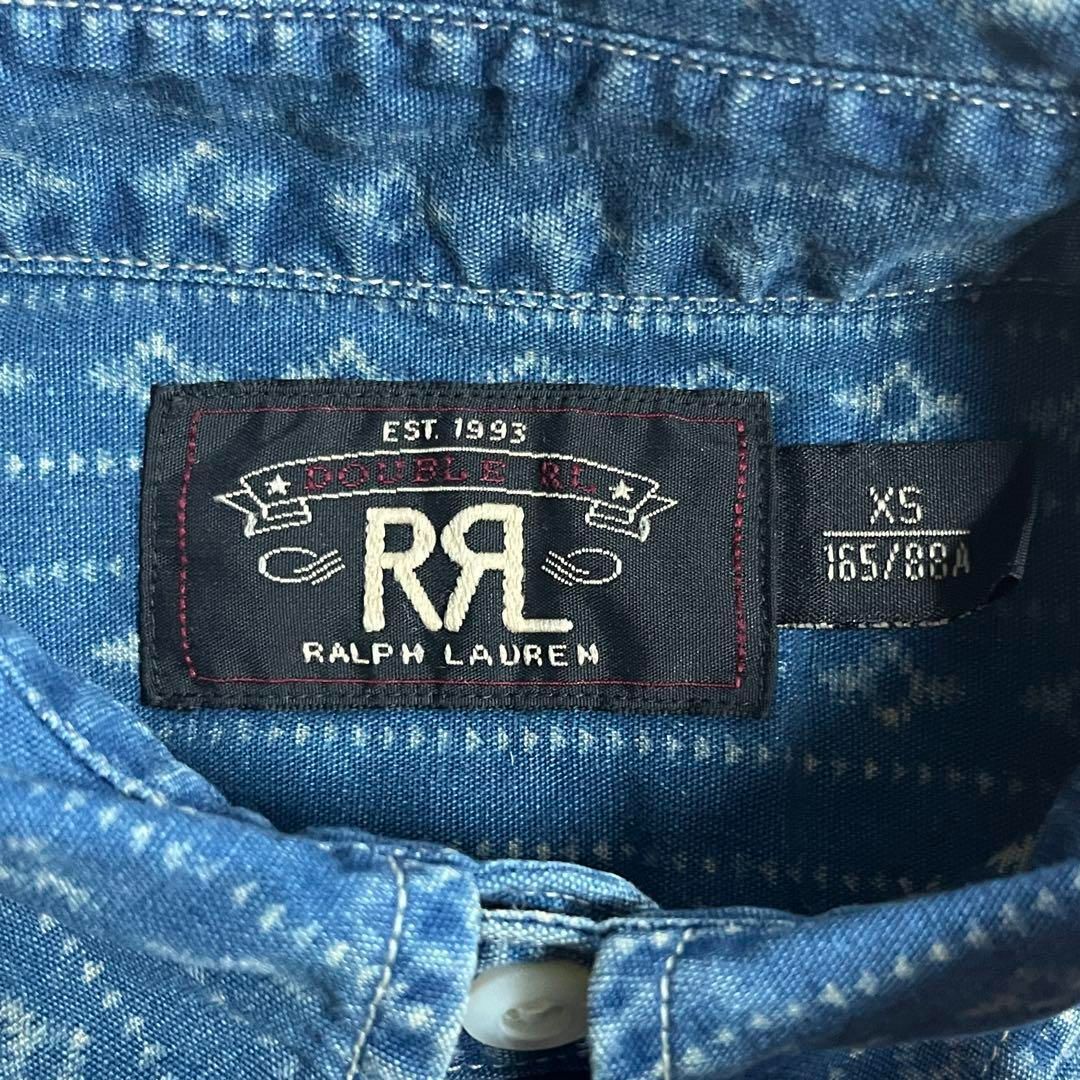 EST. 1993
DOUBLE RL
RRL
RALPH LAUREN
XS
165/88A